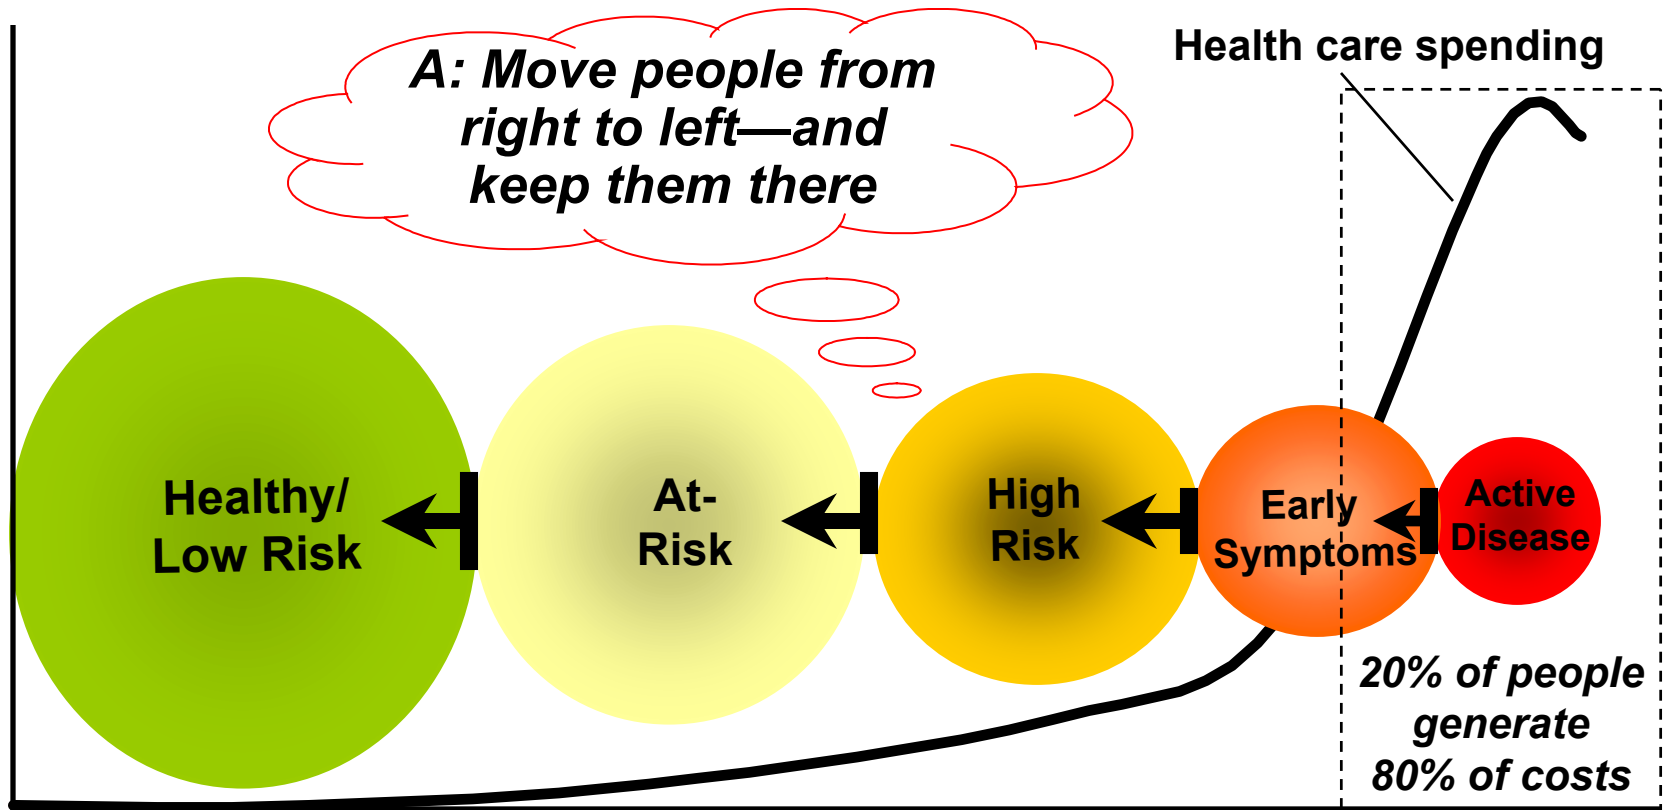 Health care spending
A: Move people from
right to left—and
keep them there
Healthy/
Low Risk
At-
Risk
High
Risk
Early
Symptoms
Active
Disease
20% of people
generate
80% of costs